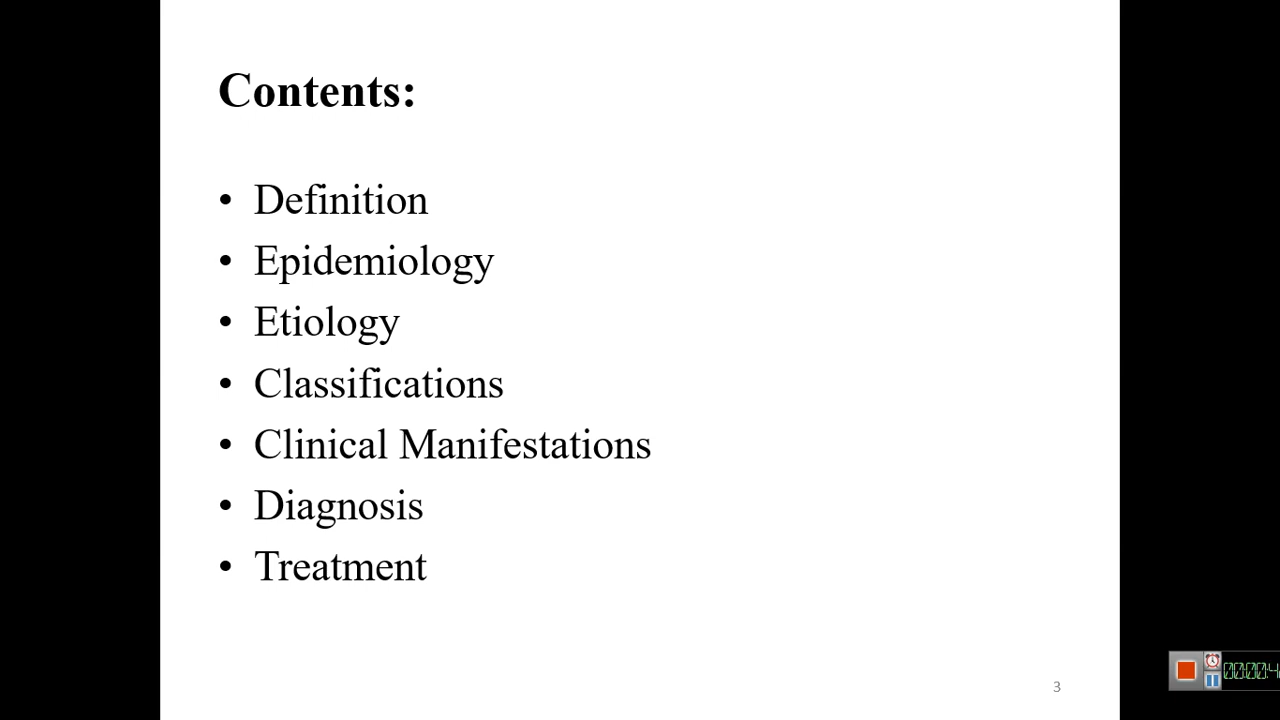 Contents:
• Definition
• Epidemiology
• Etiology
• Classifications
• Clinical Manifestations
• Diagnosis
• Treatment
3